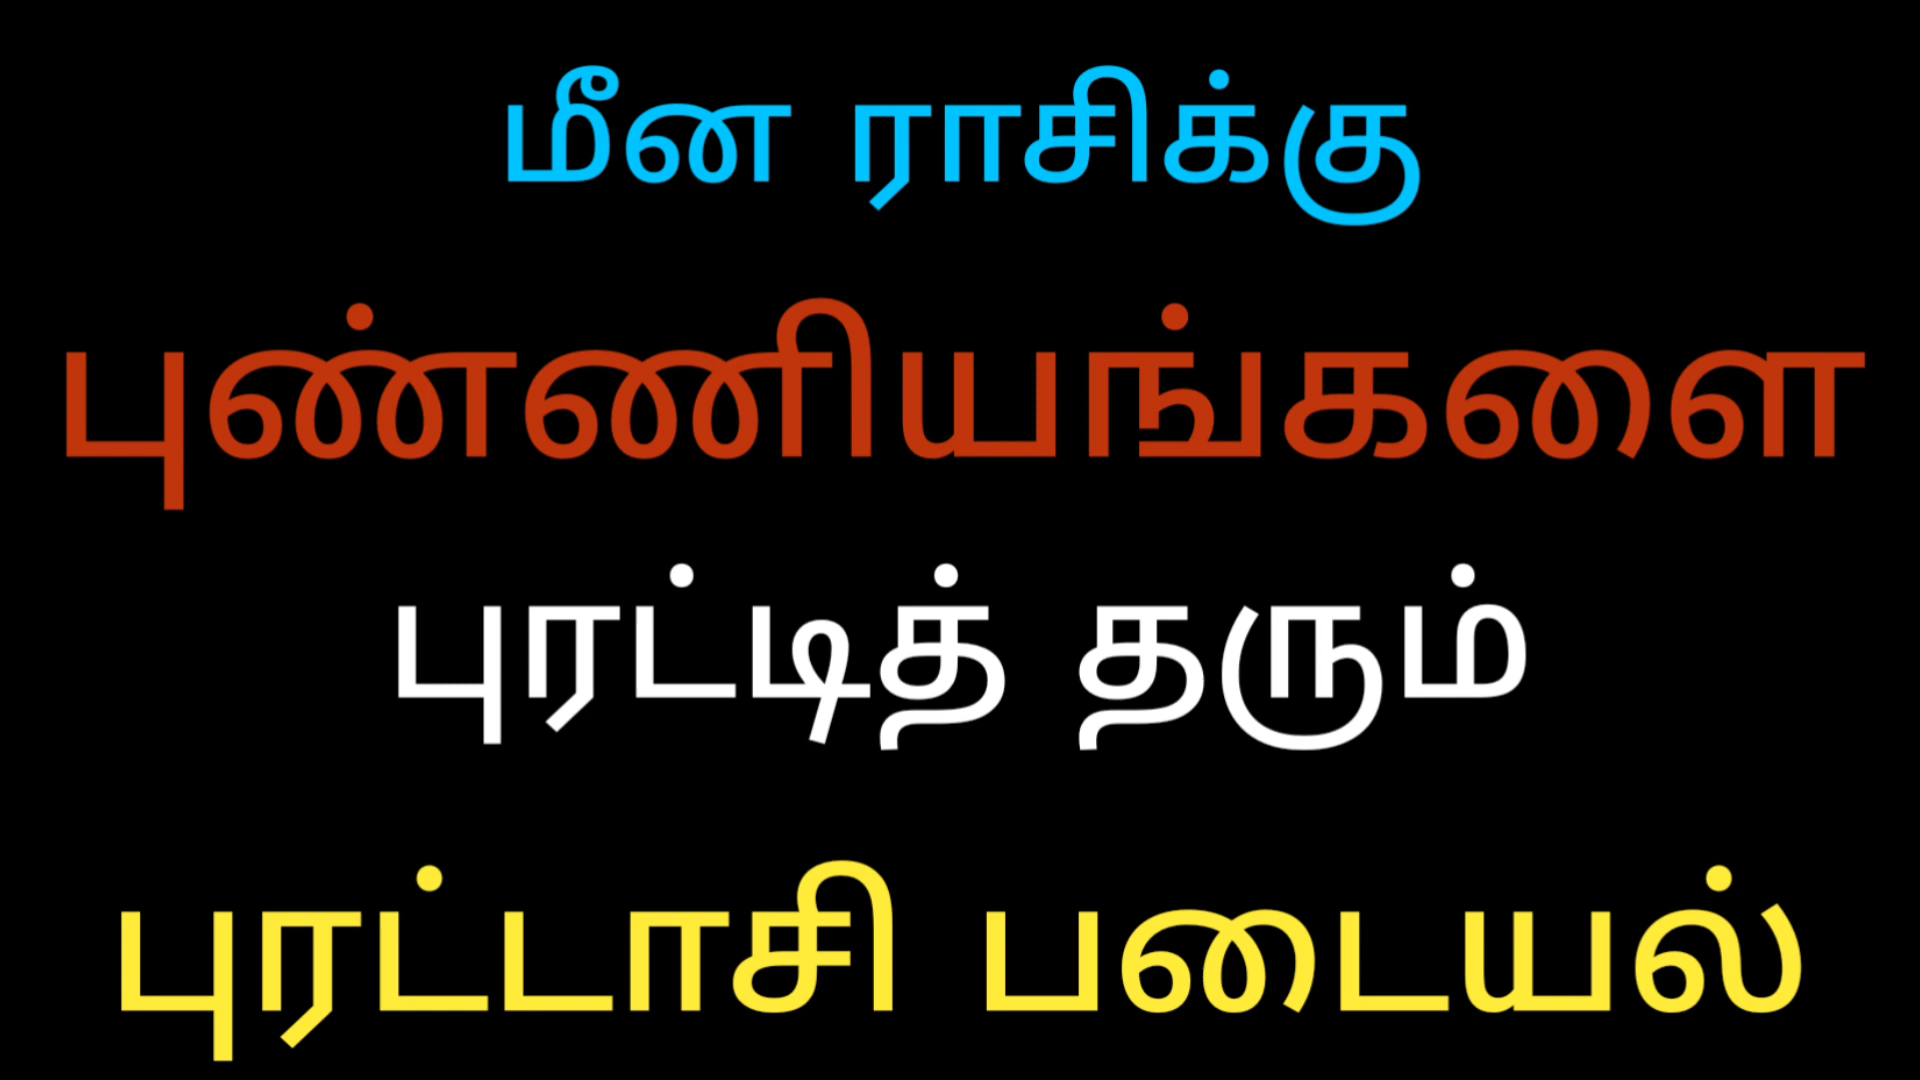 மீன ராசிக்கு
புண்ணியங்களை
புரட்டித் தரும்
புரட்டாசி படையல்